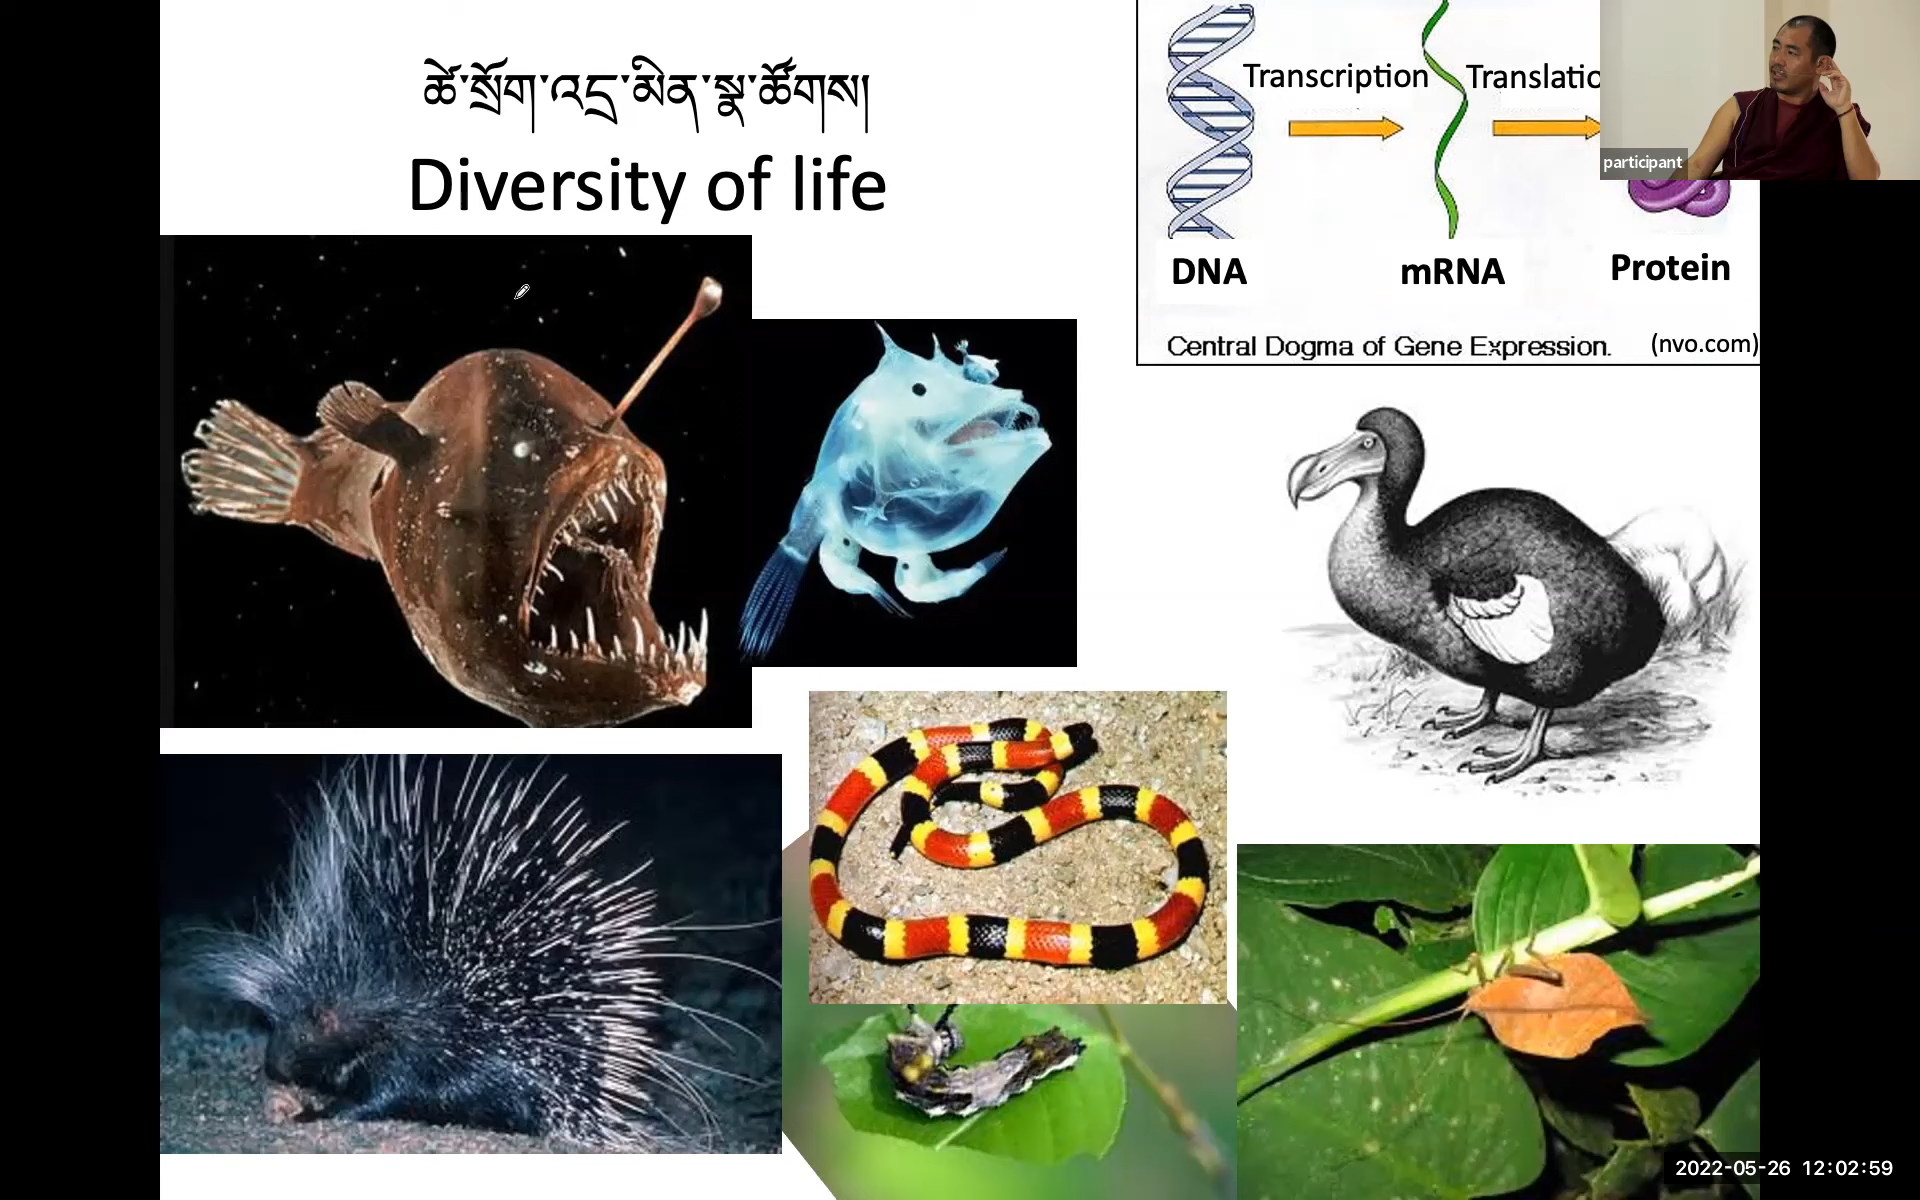 ཚེ་སྲོག་འདྲ་མིན་སྣ་ཚོགས།
Diversity of life
Transcription
DNA
mRNA
Protein
Central Dogma of Gene Expression.
(nvo.com)
participant
2022-05-26 12:02:59